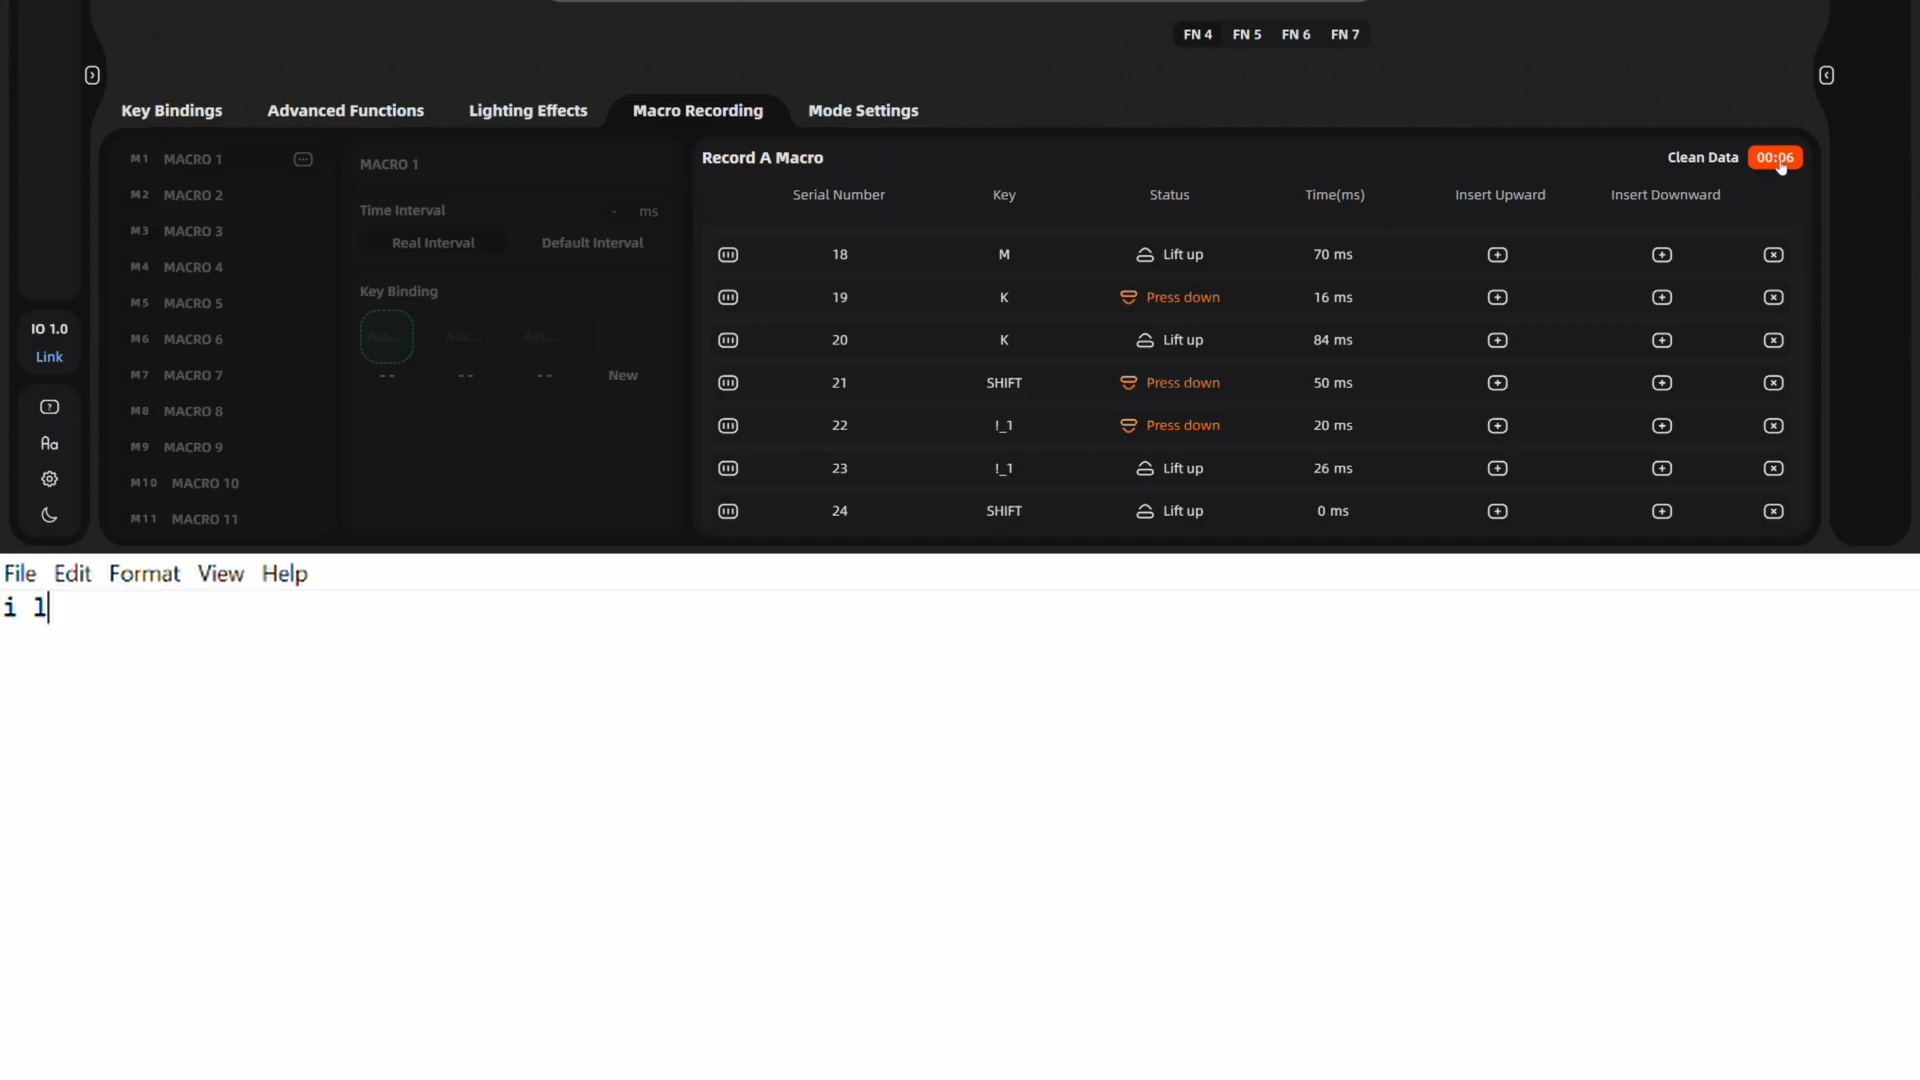 FN 4 FN 5 FN 6 FN 7
Key Bindings Advanced Functions Lighting Effects Macro Recording Mode Settings
IO 1.0
Link
Aa
M1 MACRO 1
M2 MACRO 2
M3 MACRO 3
M4 MACRO 4
M5 MACRO 5
M6 MACRO 6
M7 MACRO 7
M8 MACRO 8
M9 MACRO 9
M10 MACRO 10
M11 MACRO 11
MACRO 1
Time Interval - ms
Real Interval Default Interval
Key Binding
Ass... Ass... Ass...
-- -- -- New
Record A Macro Clean Data 00:06
Serial Number Key Status Time(ms) Insert Upward Insert Downward
18 M Lift up 70 ms
19 K Press down 16 ms
20 K Lift up 84 ms
21 SHIFT Press down 50 ms
22 !_1 Press down 20 ms
23 !_1 Lift up 26 ms
24 SHIFT Lift up 0 ms
File Edit Format View Help
i l